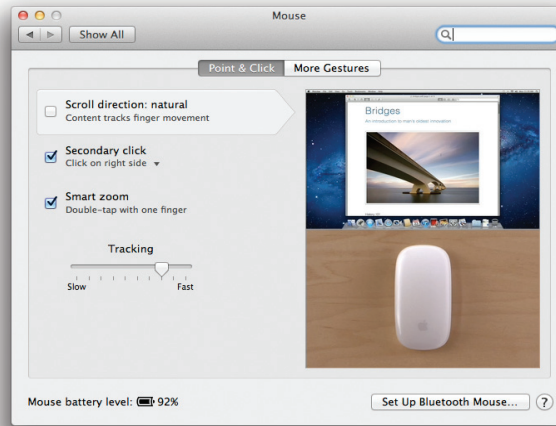 Mouse
Show All
Point & Click
More Gestures
Scroll direction: natural
Content tracks finger movement
Secondary click
Click on right side
Smart zoom
Double-tap with one finger
Tracking
Slow
Fast
Bridges
Mouse battery level: 92%
Set Up Bluetooth Mouse...
?